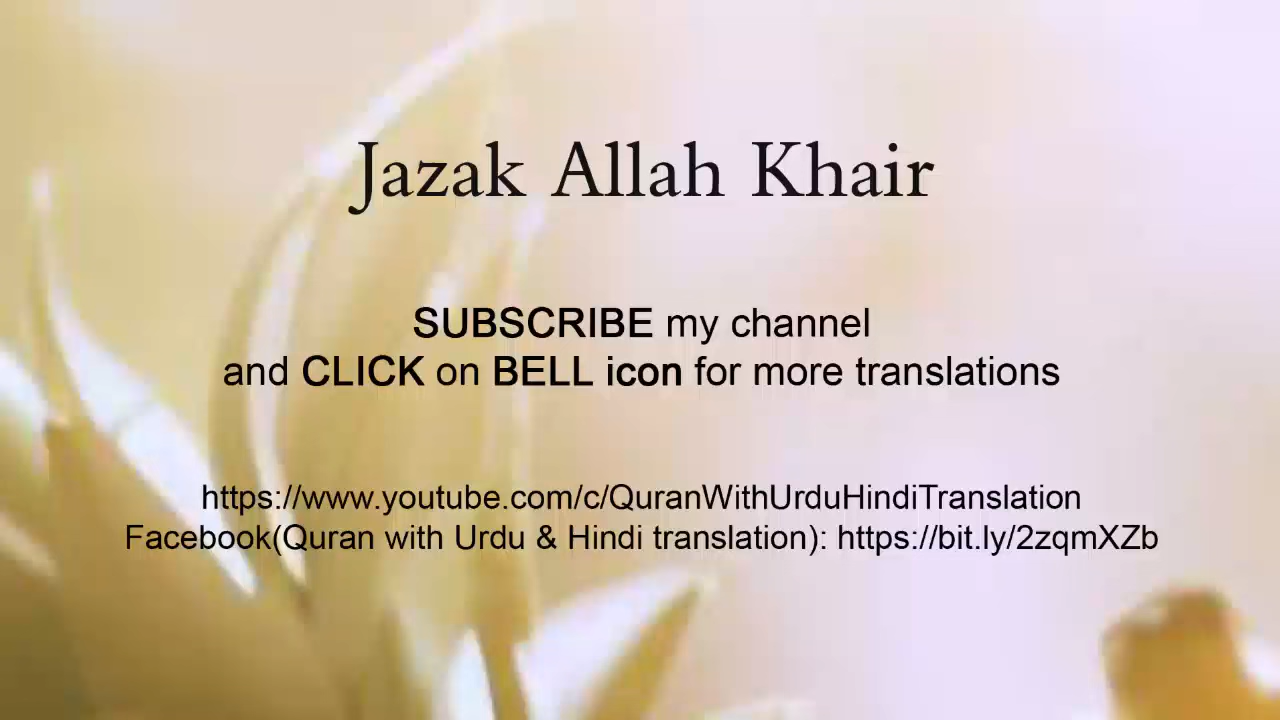 Jazak Allah Khair
SUBSCRIBE my channel
and CLICK on BELL icon for more translations
https://www.youtube.com/c/QuranWithUrduHindiTranslation
Facebook(Quran with Urdu & Hindi translation): https://bit.ly/2zqmXZb